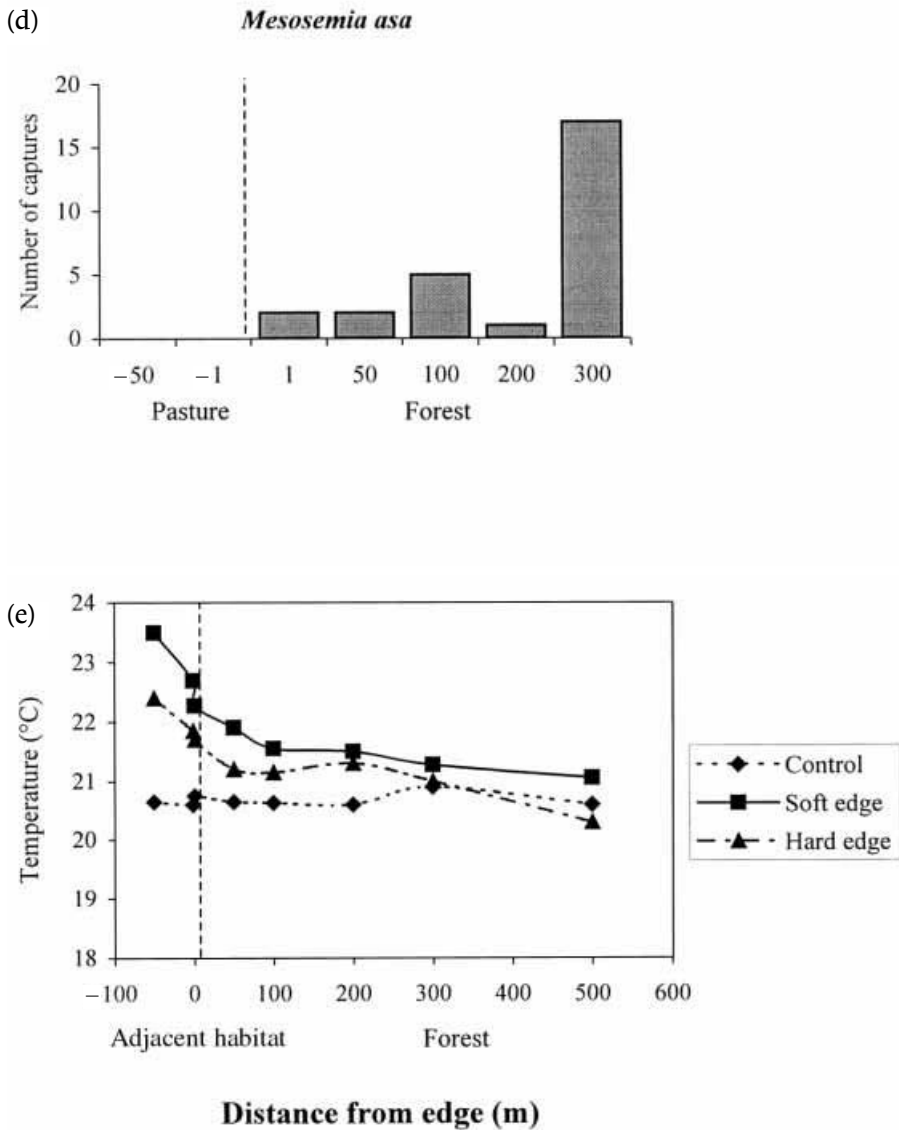 (d)
Mesosemia asa
Number of captures
20
15
10
5
0
–50 –1 1 50 100 200 300
Pasture Forest
(e)
Temperature (°C)
24
23
22
21
20
19
18
–100 0 100 200 300 400 500 600
Adjacent habitat Forest
Control
Soft edge
Hard edge
Distance from edge (m)